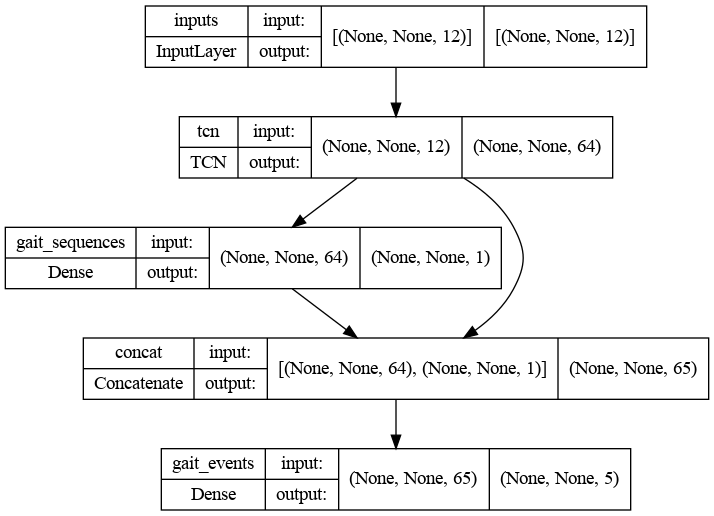 inputs input: [(None, None, 12)] [(None, None, 12)]
InputLayer output:
tcn input: (None, None, 12) (None, None, 64)
TCN output:
gait_sequences input: (None, None, 64) (None, None, 1)
Dense output:
concat input: [(None, None, 64), (None, None, 1)] (None, None, 65)
Concatenate output:
gait_events input: (None, None, 65) (None, None, 5)
Dense output: